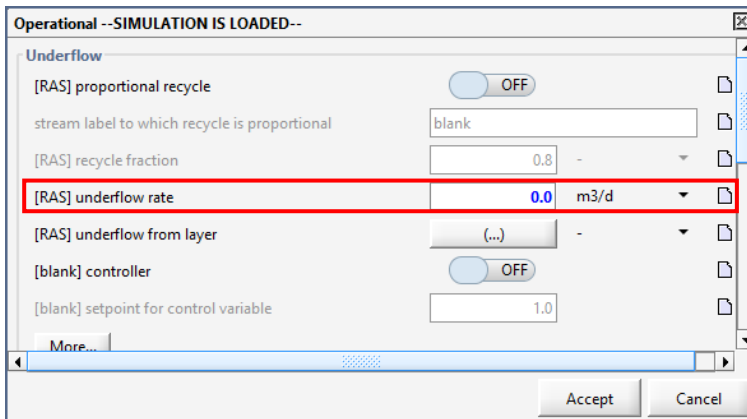 Operational --SIMULATION IS LOADED--
Underflow
[RAS] proportional recycle OFF
stream label to which recycle is proportional blank
[RAS] recycle fraction 0.8 -
[RAS] underflow rate 0.0 m3/d
[RAS] underflow from layer (...) -
[blank] controller OFF
[blank] setpoint for control variable 1.0
More...
Accept Cancel